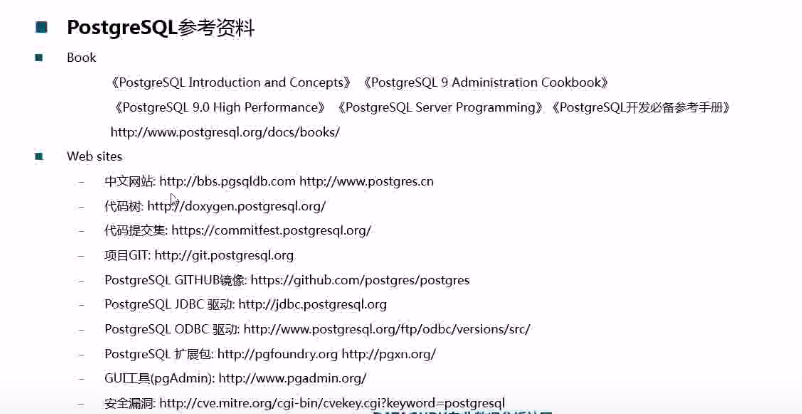 PostgreSQL参考资料
Book
《PostgreSQL Introduction and Concepts》 《PostgreSQL 9 Administration Cookbook》
《PostgreSQL 9.0 High Performance》 《PostgreSQL Server Programming》《PostgreSQL开发必备参考手册》
http://www.postgresql.org/docs/books/
Web sites
– 中文网站: http://bbs.pgsqldb.com http://www.postgres.cn
– 代码树: http://doxygen.postgresql.org/
– 代码提交集: https://commitfest.postgresql.org/
– 项目GIT: http://git.postgresql.org
– PostgreSQL GITHUB镜像: https://github.com/postgres/postgres
– PostgreSQL JDBC 驱动: http://jdbc.postgresql.org
– PostgreSQL ODBC 驱动: http://www.postgresql.org/ftp/odbc/versions/src/
– PostgreSQL 扩展包: http://pgfoundry.org http://pgxn.org/
– GUI工具(pgAdmin): http://www.pgadmin.org/
– 安全漏洞: http://cve.mitre.org/cgi-bin/cvekey.cgi?keyword=postgresql